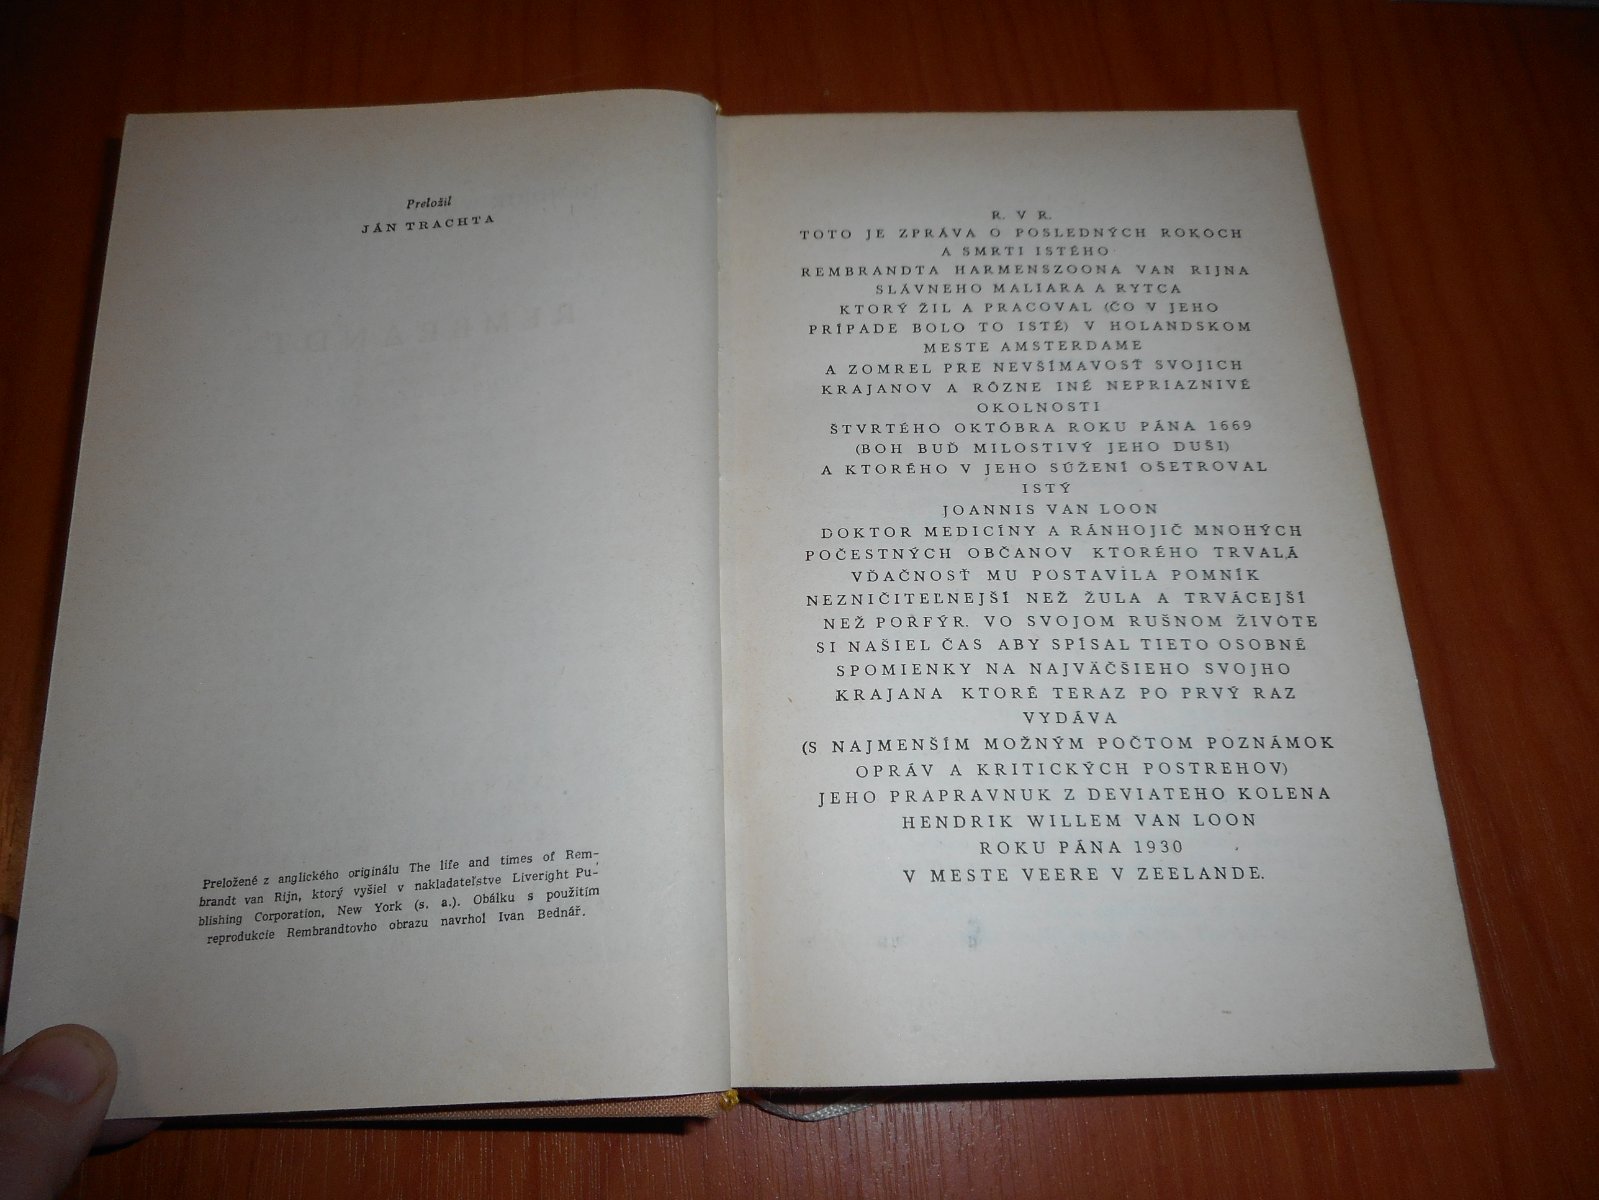 Preložil
JÁN TRACHTA
Preložené z anglického originálu The life and times of Rem-
brandt van Rijn, ktorý vyšiel v nakladateľstve Liveright Pu-
blishing Corporation, New York (s. a.). Obálku s použitím
reprodukcie Rembrandtovho obrazu navrhol Ivan Bednář.
R. V R.
TOTO JE ZPRÁVA O POSLEDNÝCH ROKOCH
A SMRTI ISTÉHO
REMBRANDTA HARMENSZOONA VAN RIJNA
SLÁVNEHO MALIARA A RYTCA
KTORÝ ŽIL A PRACOVAL (ČO V JEHO
PRÍPADE BOLO TO ISTÉ) V HOLANDSKOM
MESTE AMSTERDAME
A ZOMREL PRE NEVŠÍMAVOSŤ SVOJICH
KRAJANOV A RÔZNE INÉ NEPRIAZNIVÉ
OKOLNOSTI
ŠTVRTÉHO OKTÓBRA ROKU PÁNA 1669
(BOH BUĎ MILOSTIVÝ JEHO DUŠI)
A KTORÉHO V JEHO SÚŽENÍ OŠETROVAL
ISTÝ
JOANNIS VAN LOON
DOKTOR MEDICÍNY A RÁNHOJIČ MNOHÝCH
POČESTNÝCH OBČANOV KTORÉHO TRVALÁ
VĎAČNOSŤ MU POSTAVILA POMNÍK
NEZNIČITEĽNEJŠÍ NEŽ ŽULA A TRVÁCEJŠÍ
NEŽ PORFÝR. VO SVOJOM RUŠNOM ŽIVOTE
SI NAŠIEL ČAS ABY SPÍSAL TIETO OSOBNÉ
SPOMIENKY NA NAJVÄČŠIEHO SVOJHO
KRAJANA KTORÉ TERAZ PO PRVÝ RAZ
VYDÁVA
(S NAJMENŠÍM MOŽNÝM POČTOM POZNÁMOK
OPRÁV A KRITICKÝCH POSTREHOV)
JEHO PRAPRAVNUK Z DEVIATEHO KOLENA
HENDRIK WILLEM VAN LOON
ROKU PÁNA 1930
V MESTE VEERE V ZEELANDE.